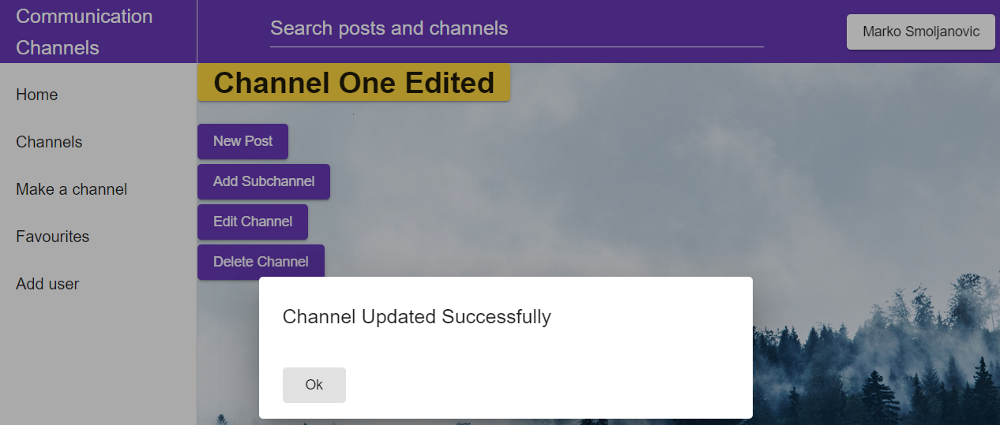 Communication
Channels
Search posts and channels
Marko Smoljanovic
Home
Channels
Make a channel
Favourites
Add user
Channel One Edited
New Post
Add Subchannel
Edit Channel
Delete Channel
Channel Updated Successfully
Ok